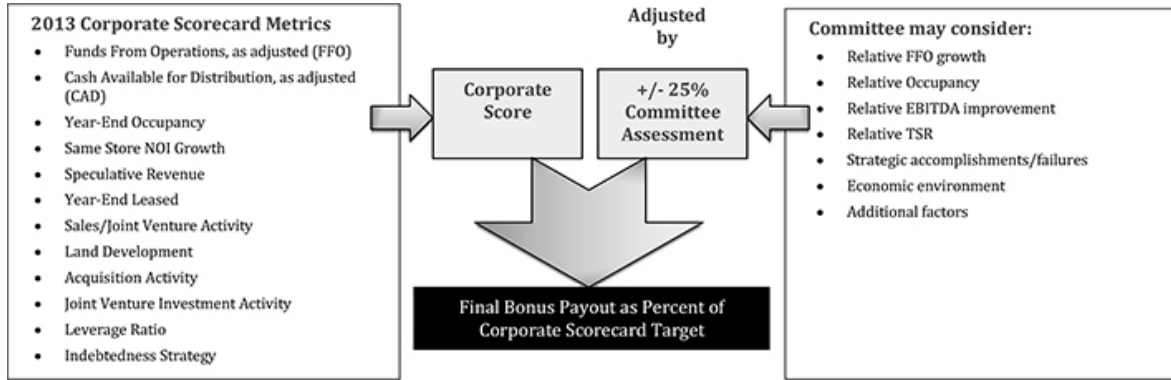 2013 Corporate Scorecard Metrics
• Funds From Operations, as adjusted (FFO)
• Cash Available for Distribution, as adjusted
(CAD)
• Year-End Occupancy
• Same Store NOI Growth
• Speculative Revenue
• Year-End Leased
• Sales/Joint Venture Activity
• Land Development
• Acquisition Activity
• Joint Venture Investment Activity
• Leverage Ratio
• Indebtedness Strategy
Corporate
Score
Adjusted
by
+/- 25%
Committee
Assessment
Committee may consider:
• Relative FFO growth
• Relative Occupancy
• Relative EBITDA improvement
• Relative TSR
• Strategic accomplishments/failures
• Economic environment
• Additional factors
Final Bonus Payout as Percent of
Corporate Scorecard Target